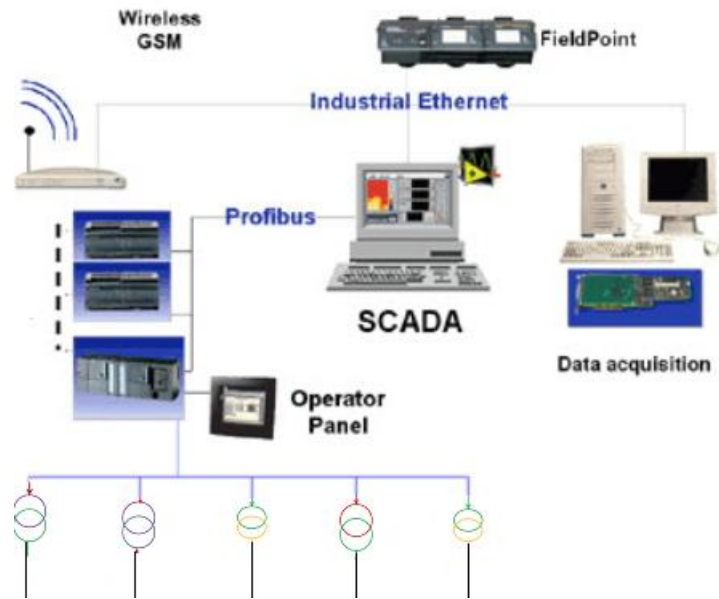 Wireless
GSM
FieldPoint
Industrial Ethernet
Profibus
SCADA
Data acquisition
Operator
Panel